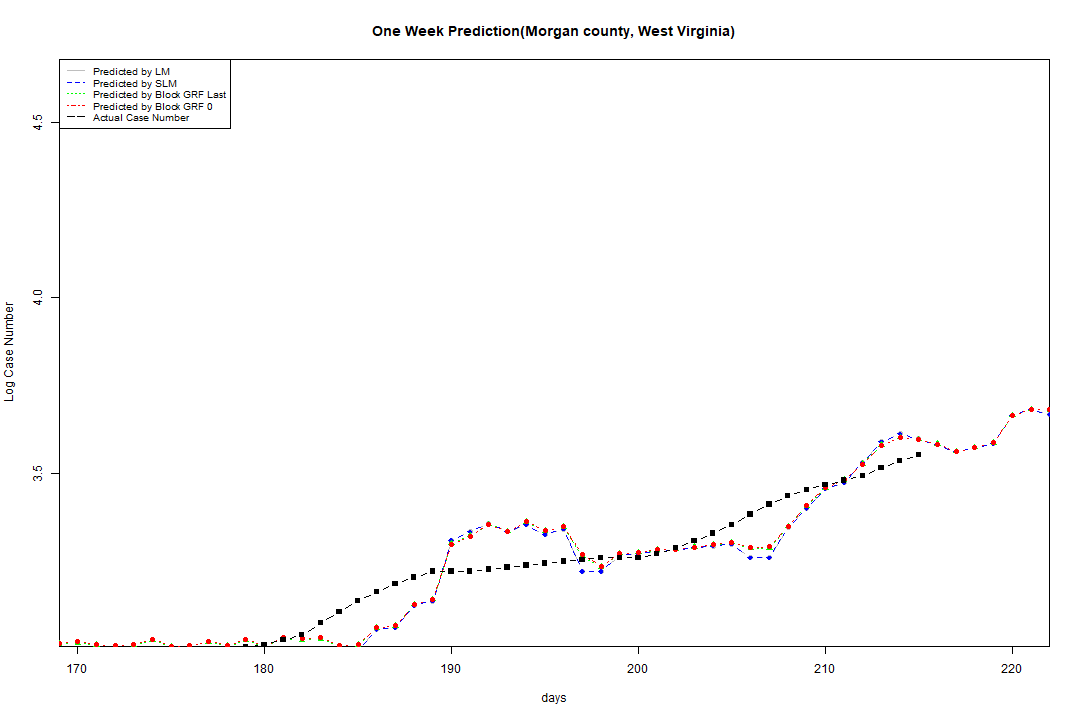 One Week Prediction(Morgan county, West Virginia)
Predicted by LM
Predicted by SLM
Predicted by Block GRF Last
Predicted by Block GRF 0
Actual Case Number
4.5
4.0
3.5
Log Case Number
170 180 190 200 210 220
days